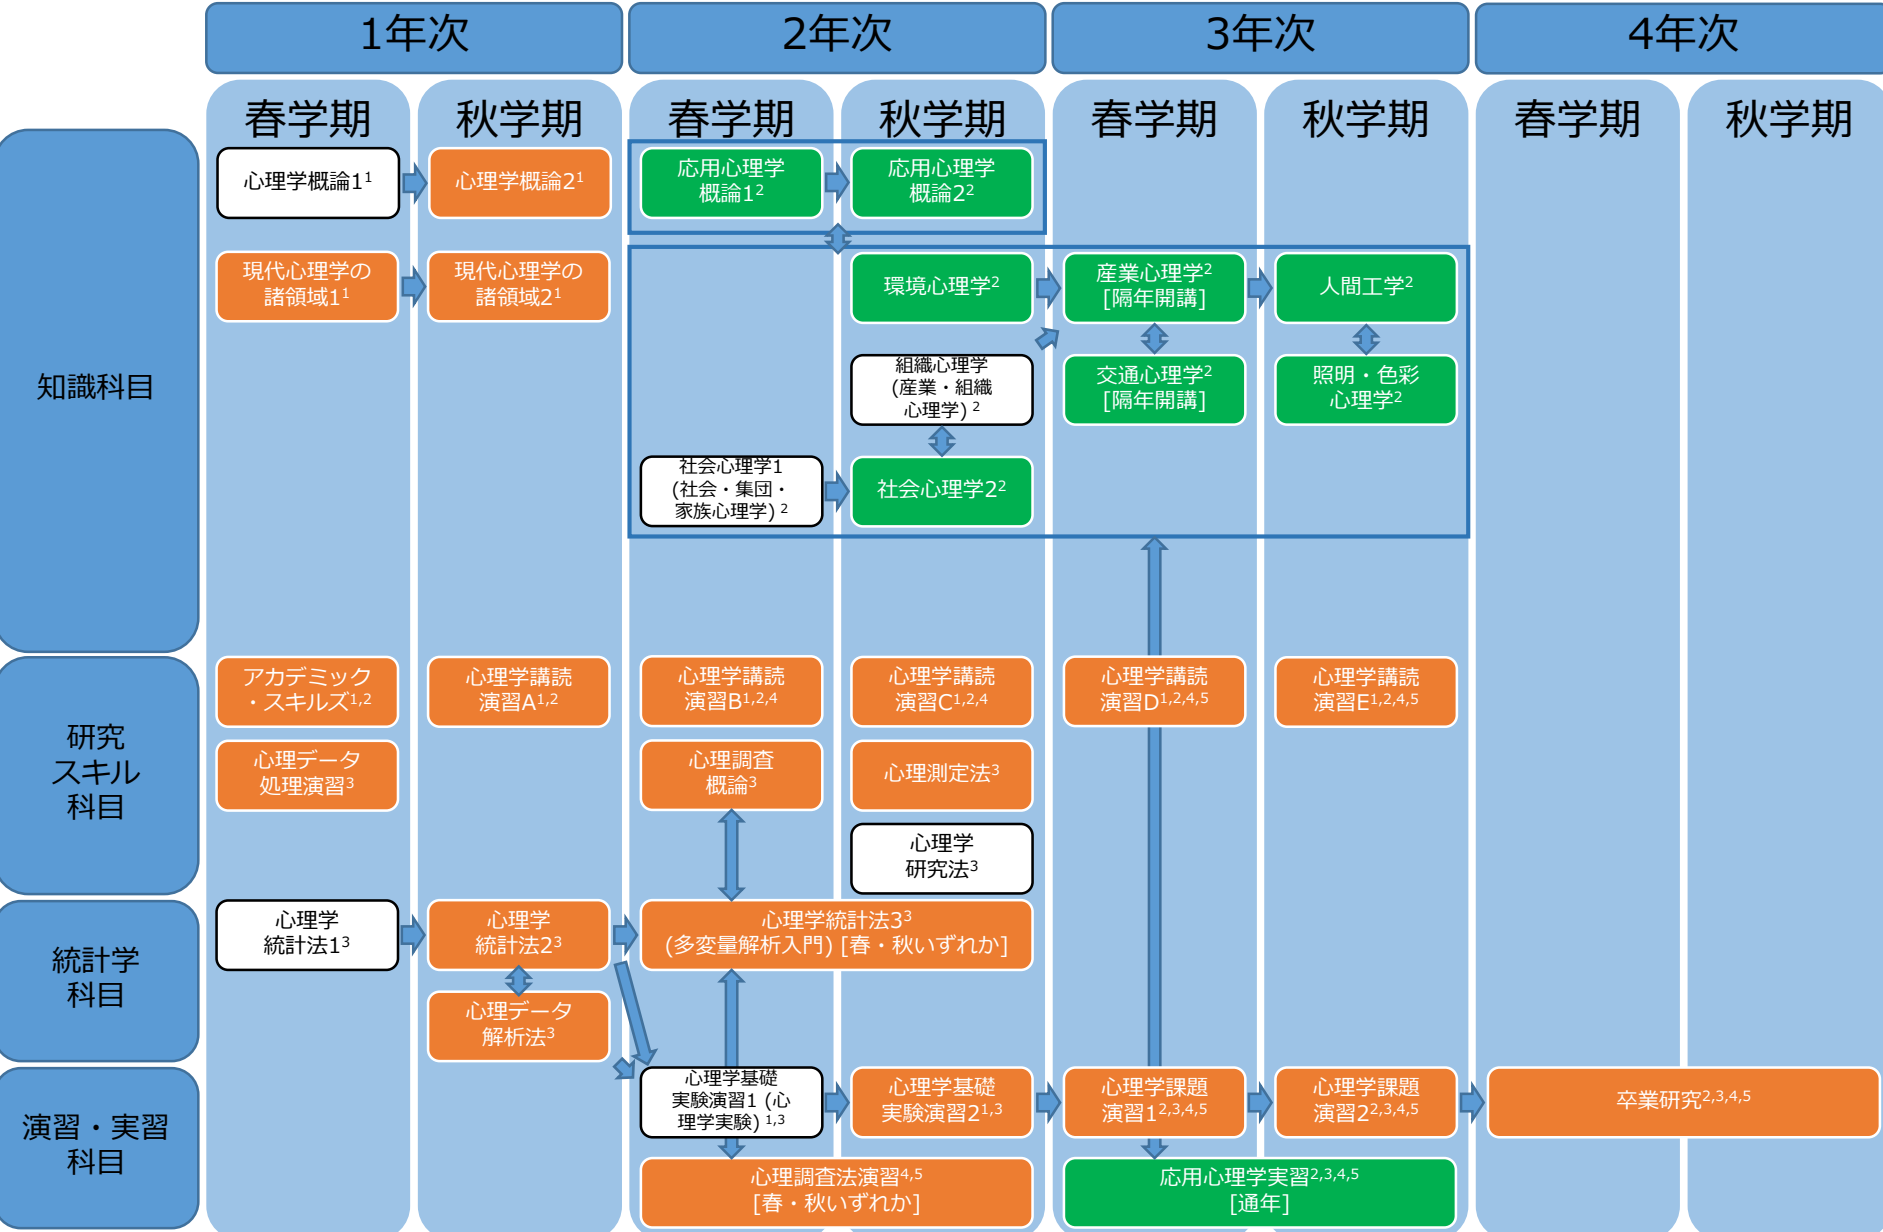 1年次
2年次
3年次
4年次
春学期
秋学期
春学期
秋学期
春学期
秋学期
春学期
秋学期
知識科目
心理学概論1¹
心理学概論2¹
応用心理学
概論1²
応用心理学
概論2²
現代心理学の
諸領域1¹
現代心理学の
諸領域2¹
環境心理学²
産業心理学²
[隔年開講]
人間工学²
組織心理学
(産業・組織
心理学) ²
交通心理学²
[隔年開講]
照明・色彩
心理学²
社会心理学1
(社会・集団・
家族心理学) ²
社会心理学2²
研究
スキル
科目
アカデミック
・スキルズ¹,²
心理学講読
演習A¹,²
心理学講読
演習B¹,²,⁴
心理学講読
演習C¹,²,⁴
心理学講読
演習D¹,²,⁴,⁵
心理学講読
演習E¹,²,⁴,⁵
心理データ
処理演習³
心理調査
概論³
心理測定法³
心理学
研究法³
統計学
科目
心理学
統計法1³
心理学
統計法2³
心理学統計法3³
(多変量解析入門) [春・秋いずれか]
心理データ
解析法³
演習・実習
科目
心理学基礎
実験演習1 (心
理学実験) ¹,³
心理学基礎
実験演習2¹,³
心理学課題
演習1²,³,⁴,⁵
心理学課題
演習2²,³,⁴,⁵
卒業研究²,³,⁴,⁵
心理調査法演習⁴,⁵
[春・秋いずれか]
応用心理学実習²,³,⁴,⁵
[通年]